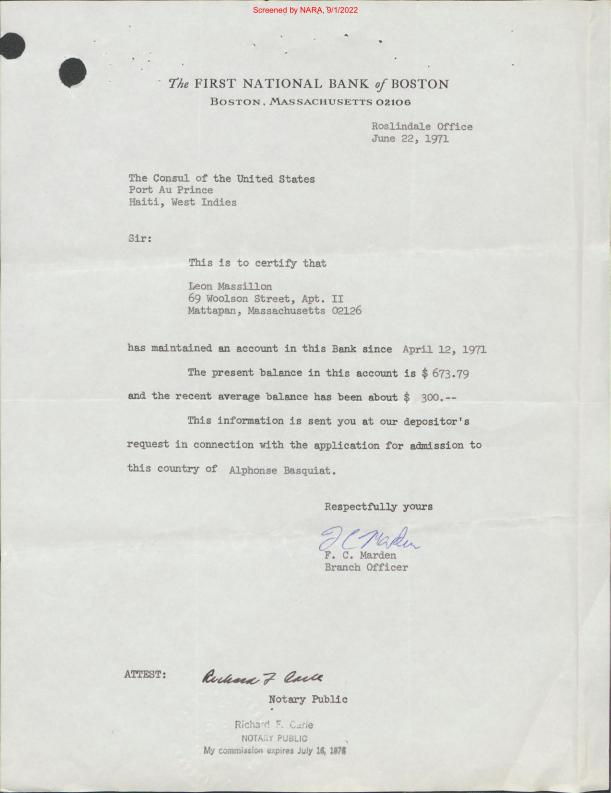 Screened by NARA, 9/1/2022
The FIRST NATIONAL BANK of BOSTON
BOSTON, MASSACHUSETTS 02106
Roslindale Office
June 22, 1971
The Consul of the United States
Port Au Prince
Haiti, West Indies
Sir:
This is to certify that
Leon Massillon
69 Woolson Street, Apt. II
Mattapan, Massachusetts 02126
has maintained an account in this Bank since April 12, 1971
The present balance in this account is $ 673.79
and the recent average balance has been about $ 300.--
This information is sent you at our depositor's
request in connection with the application for admission to
this country of Alphonse Basquiat.
Respectfully yours
F C Marden
F. C. Marden
Branch Officer
ATTEST: Richard F Carle
Notary Public
Richard F. Carle
NOTARY PUBLIC
My commission expires July 16, 1976